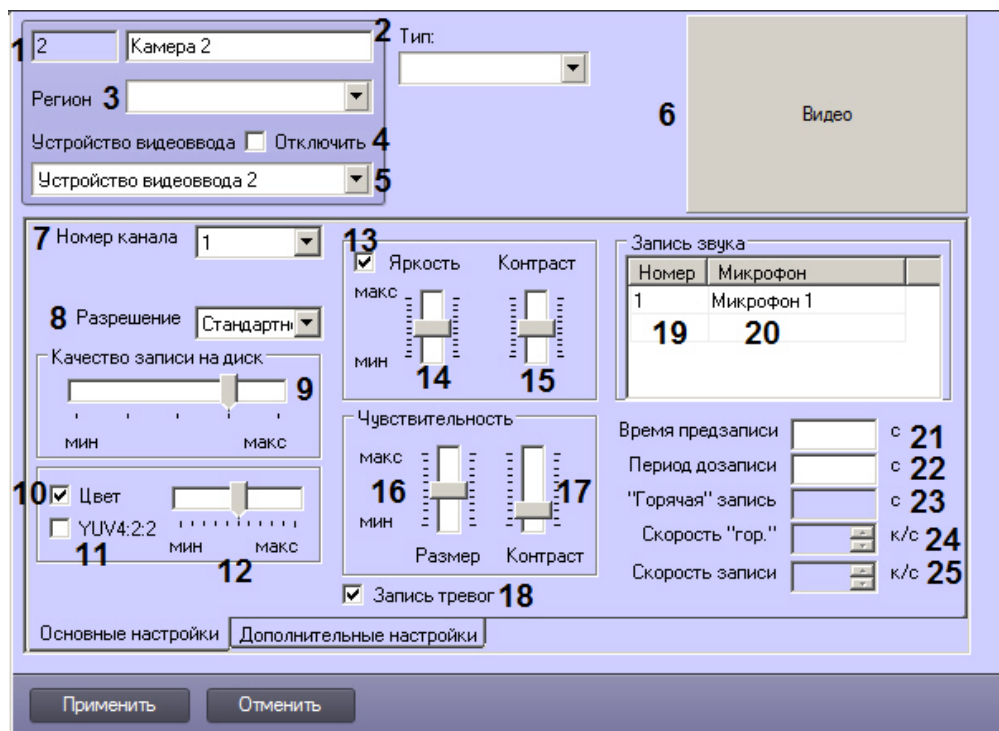 1 2 Камера 2 2 Тип:
Регион 3
6 Видео
Устройство видеоввода Отключить 4
Устройство видеоввода 2 5
7 Номер канала 1
8 Разрешение Стандартн
Качество записи на диск
9
мин макс
10 Цвет
11 YUV4:2:2
мин макс
12
13 Яркость Контраст
макс
мин
14 15
Чувствительность
макс
16 17
мин
Размер Контраст
Запись тревог 18
Запись звука
Номер Микрофон
1 Микрофон 1
19 20
Время предзаписи с 21
Период дозаписи с 22
"Горячая" запись с 23
Скорость "гор." к/с 24
Скорость записи к/с 25
Основные настройки Дополнительные настройки
Применить Отменить